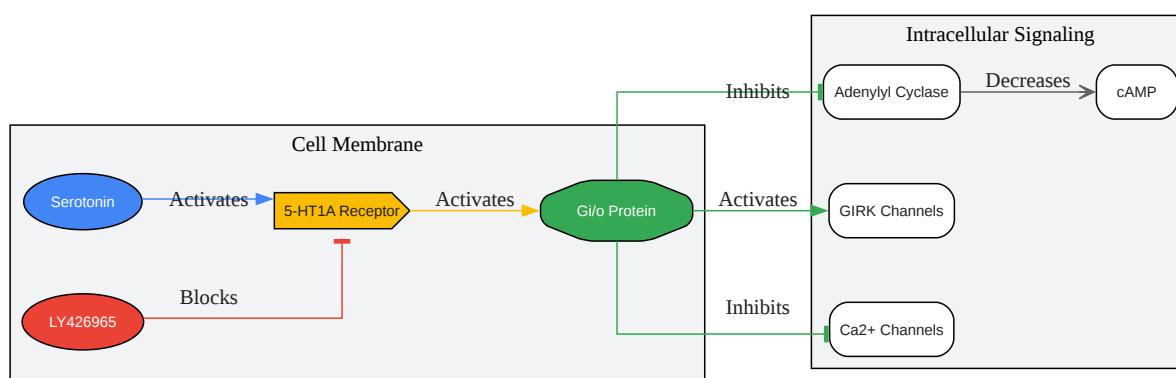 Intracellular Signaling
Inhibits
Adenylyl Cyclase
Decreases
cAMP
Cell Membrane
Serotonin
Activates
5-HT1A Receptor
Activates
Gi/o Protein
Activates
GIRK Channels
LY426965
Blocks
Inhibits
Ca2+ Channels